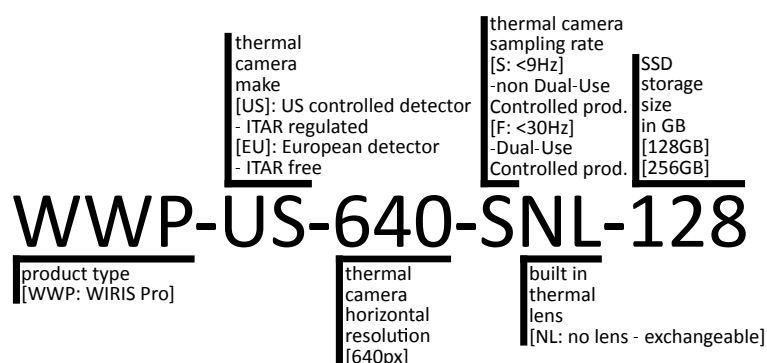 thermal
camera
make
[US]: US controlled detector
- ITAR regulated
[EU]: European detector
- ITAR free
thermal camera
sampling rate
[S: <9Hz]
-non Dual-Use
Controlled prod.
[F: <30Hz]
-Dual-Use
Controlled prod.
SSD
storage
size
in GB
[128GB]
[256GB]
WWP-US-640-SNL-128
product type
[WWP: WIRIS Pro]
thermal
camera
horizontal
resolution
[640px]
built in
thermal
lens
[NL: no lens - exchangeable]